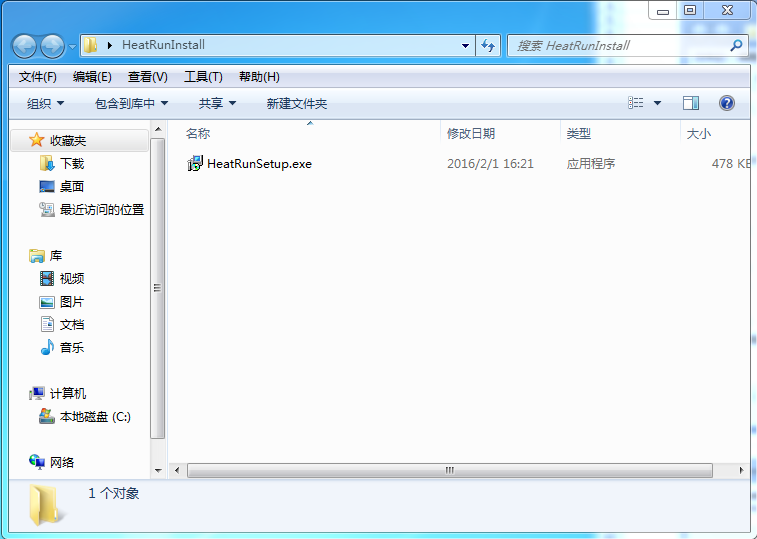 HeatRunInstall
搜索 HeatRunInstall
文件(F) 编辑(E) 查看(V) 工具(T) 帮助(H)
组织 包含到库中 共享 新建文件夹
名称 修改日期 类型 大小
HeatRunSetup.exe 2016/2/1 16:21 应用程序 478 KB
收藏夹
下载
桌面
最近访问的位置
库
视频
图片
文档
音乐
计算机
本地磁盘 (C:)
网络
1 个对象